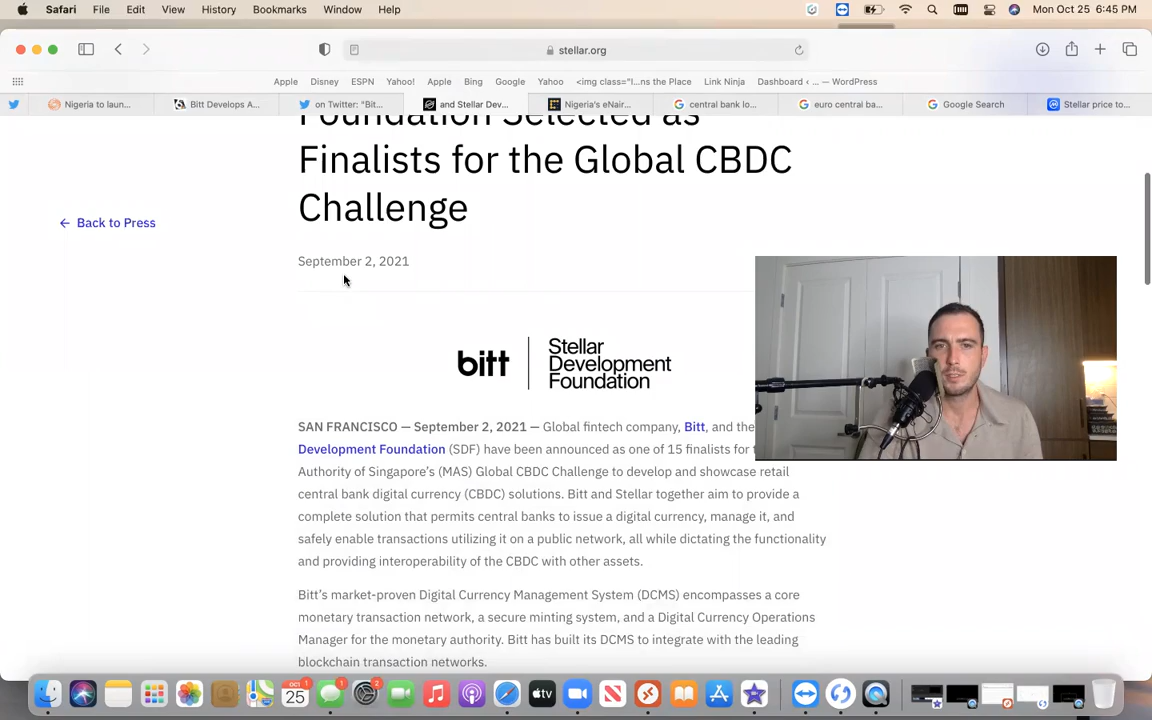 Safari File Edit View History Bookmarks Window Help Mon Oct 25 6:45 PM
stellar.org
Apple Disney ESPN Yahoo! Apple Bing Google Yahoo <img class="I...ns the Place Link Ninja Dashboard ‹ ... — WordPress
Nigeria to laun... Bitt Develops A... on Twitter: "Bit... and Stellar Dev... Nigeria's eNair... central bank lo... euro central ba... Google Search Stellar price to...
Foundation Selected as
Finalists for the Global CBDC
Challenge
← Back to Press
September 2, 2021
bitt
Stellar
Development
Foundation
SAN FRANCISCO — September 2, 2021 — Global fintech company, Bitt, and the
Development Foundation (SDF) have been announced as one of 15 finalists for
Authority of Singapore's (MAS) Global CBDC Challenge to develop and showcase retail
central bank digital currency (CBDC) solutions. Bitt and Stellar together aim to provide a
complete solution that permits central banks to issue a digital currency, manage it, and
safely enable transactions utilizing it on a public network, all while dictating the functionality
and providing interoperability of the CBDC with other assets.
Bitt's market-proven Digital Currency Management System (DCMS) encompasses a core
monetary transaction network, a secure minting system, and a Digital Currency Operations
Manager for the monetary authority. Bitt has built its DCMS to integrate with the leading
blockchain transaction networks.
OCT 1 1 2
25
tv